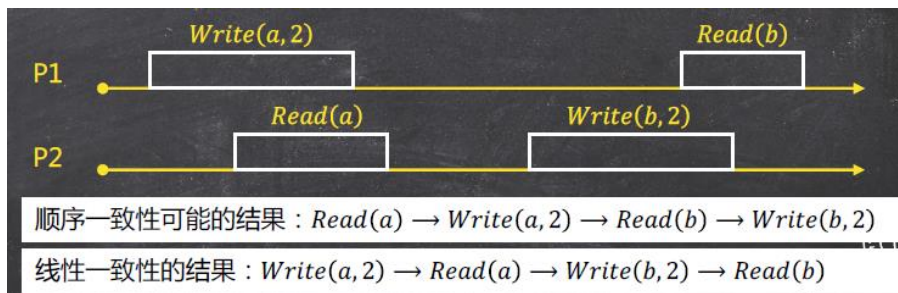 Write(a, 2) Read(b)
P1
Read(a) Write(b, 2)
P2
顺序一致性可能的结果：Read(a) → Write(a, 2) → Read(b) → Write(b, 2)
线性一致性的结果：Write(a, 2) → Read(a) → Write(b, 2) → Read(b)